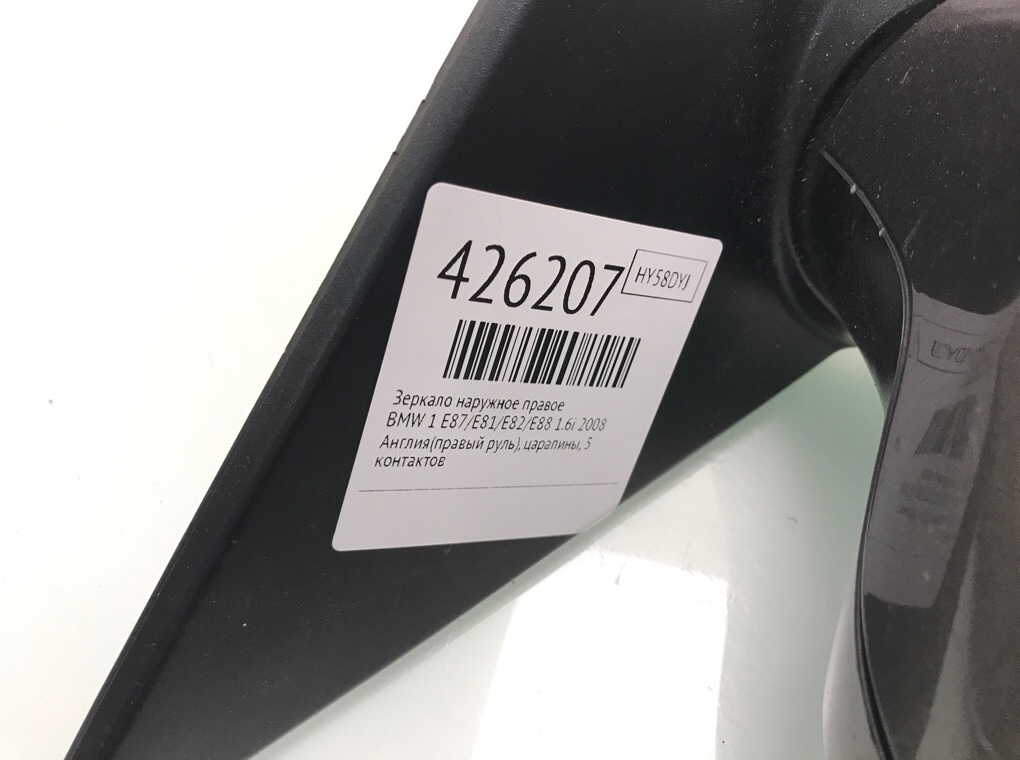 426207 HY58DYJ
Зеркало наружное правое
BMW 1 E87/E81/E82/E88 1.6i 2008
Англия(правый руль), царапины, 5
контактов